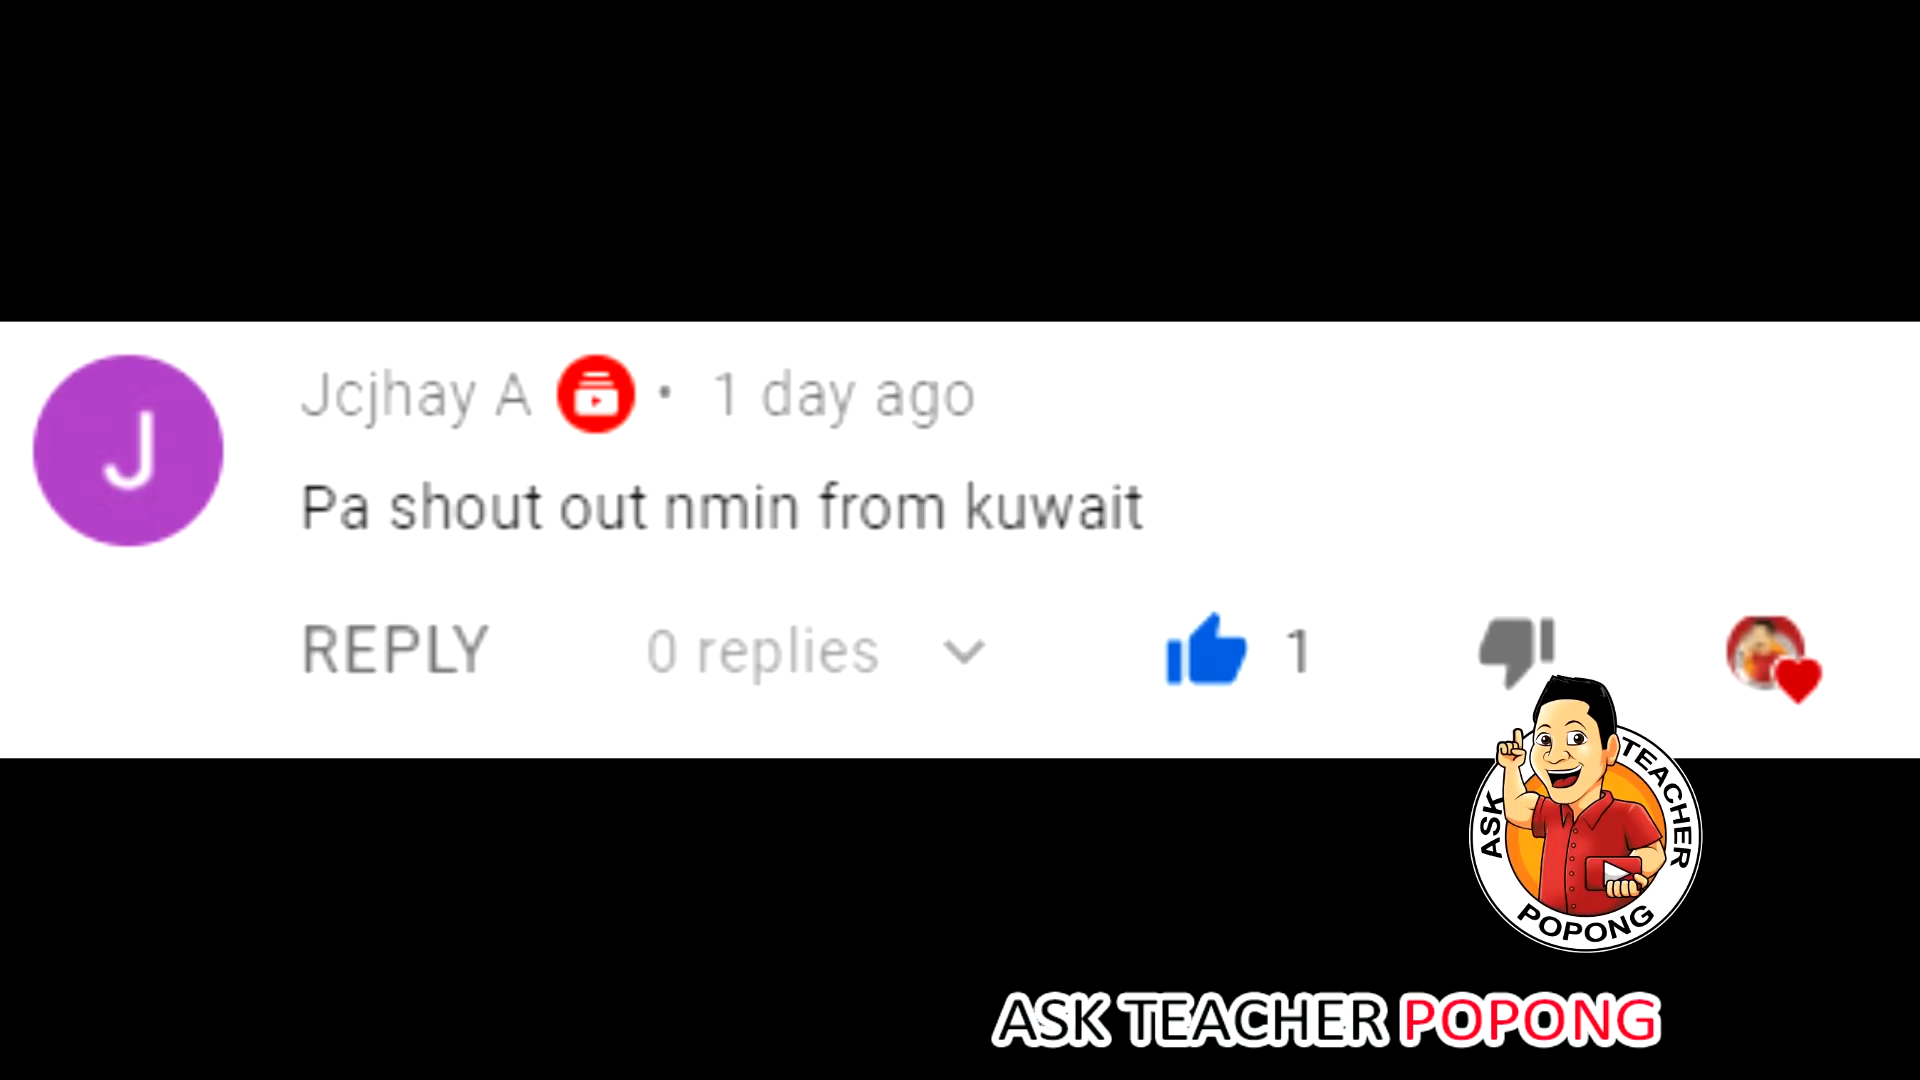 J
Jcjhay A • 1 day ago
Pa shout out nmin from kuwait
REPLY 0 replies 1
ASK TEACHER
POPONG
ASK TEACHER POPONG